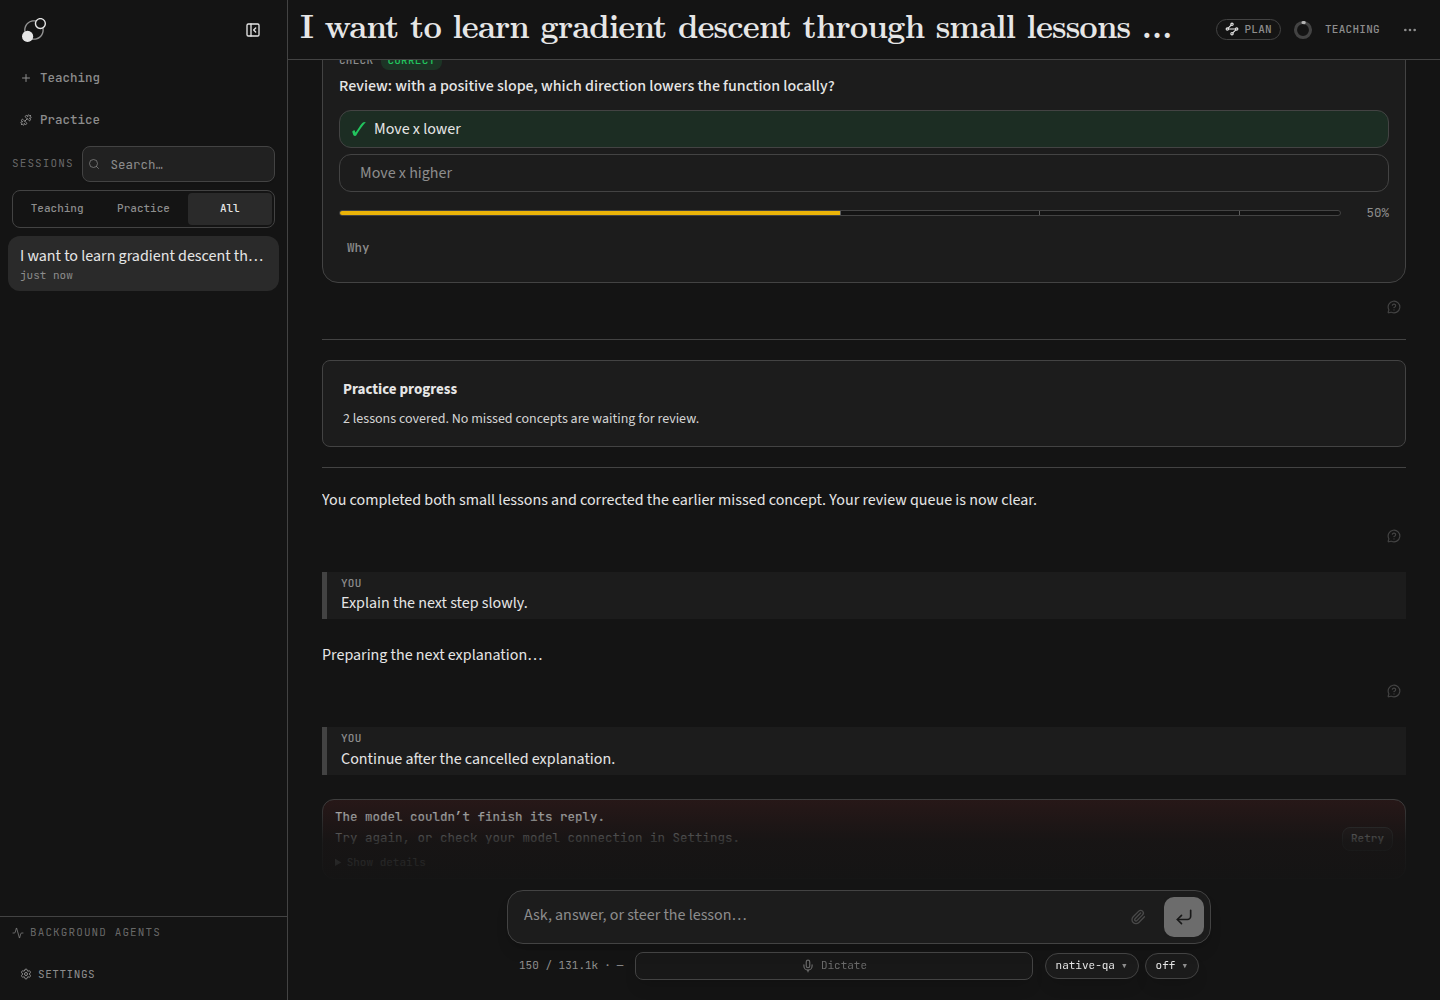 I want to learn gradient descent through small lessons …
PLAN
TEACHING
Teaching
Practice
SESSIONS
Search…
Teaching
Practice
All
I want to learn gradient descent th…
just now
BACKGROUND AGENTS
SETTINGS
CHECK
CORRECT
Review: with a positive slope, which direction lowers the function locally?
✓ Move x lower
Move x higher
50%
Why
Practice progress
2 lessons covered. No missed concepts are waiting for review.
You completed both small lessons and corrected the earlier missed concept. Your review queue is now clear.
YOU
Explain the next step slowly.
Preparing the next explanation…
YOU
Continue after the cancelled explanation.
The model couldn’t finish its reply.
Try again, or check your model connection in Settings.
Retry
▶ Show details
Ask, answer, or steer the lesson…
150 / 131.1k · —
Dictate
native-qa ▾
off ▾